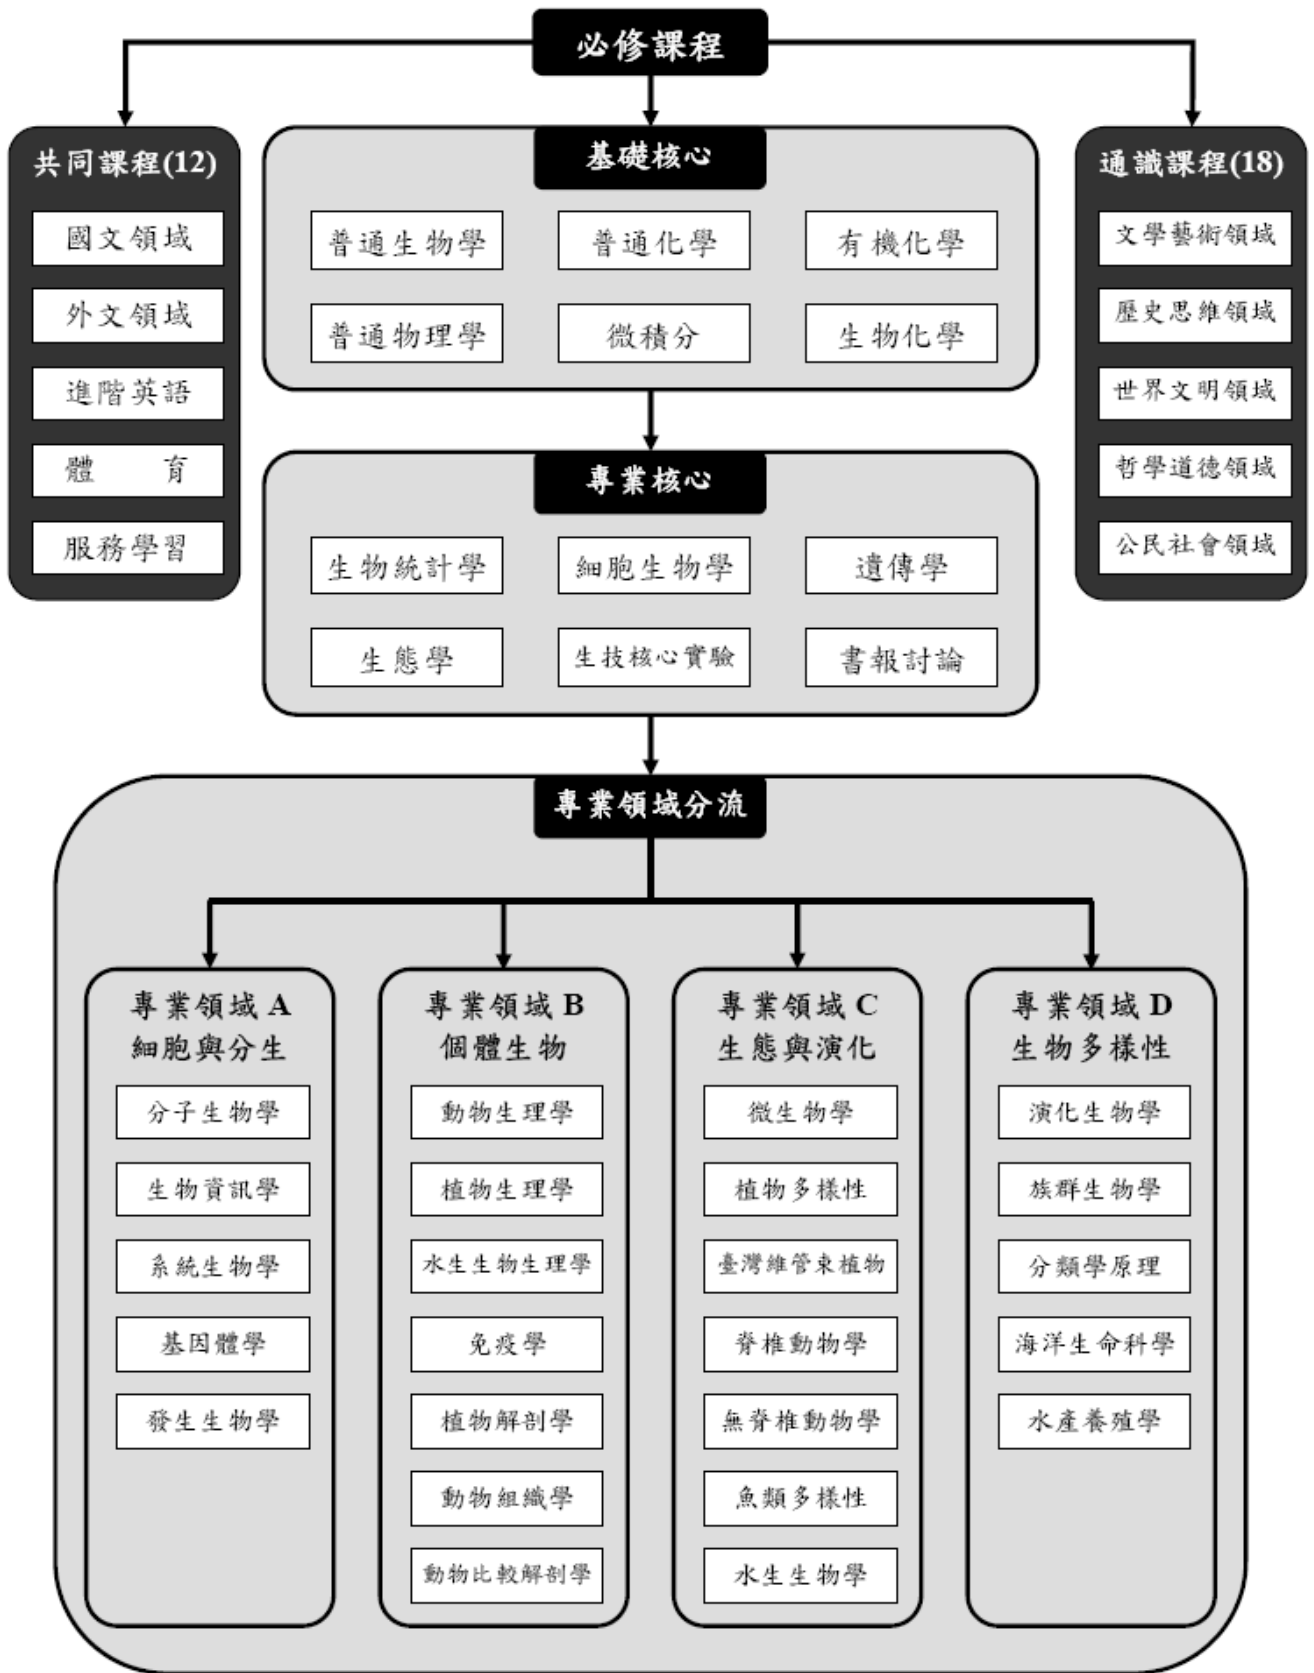 必修課程
共同課程(12)
國文領域
外文領域
進階英語
體 育
服務學習
基礎核心
普通生物學
普通化學
有機化學
普通物理學
微積分
生物化學
通識課程(18)
文學藝術領域
歷史思維領域
世界文明領域
哲學道德領域
公民社會領域
專業核心
生物統計學
細胞生物學
遺傳學
生態學
生技核心實驗
書報討論
專業領域分流
專業領域 A
細胞與分生
分子生物學
生物資訊學
系統生物學
基因體學
發生生物學
專業領域 B
個體生物
動物生理學
植物生理學
水生生物生理學
免疫學
植物解剖學
動物組織學
動物比較解剖學
專業領域 C
生態與演化
微生物學
植物多樣性
臺灣維管束植物
脊椎動物學
無脊椎動物學
魚類多樣性
水生生物學
專業領域 D
生物多樣性
演化生物學
族群生物學
分類學原理
海洋生命科學
水產養殖學